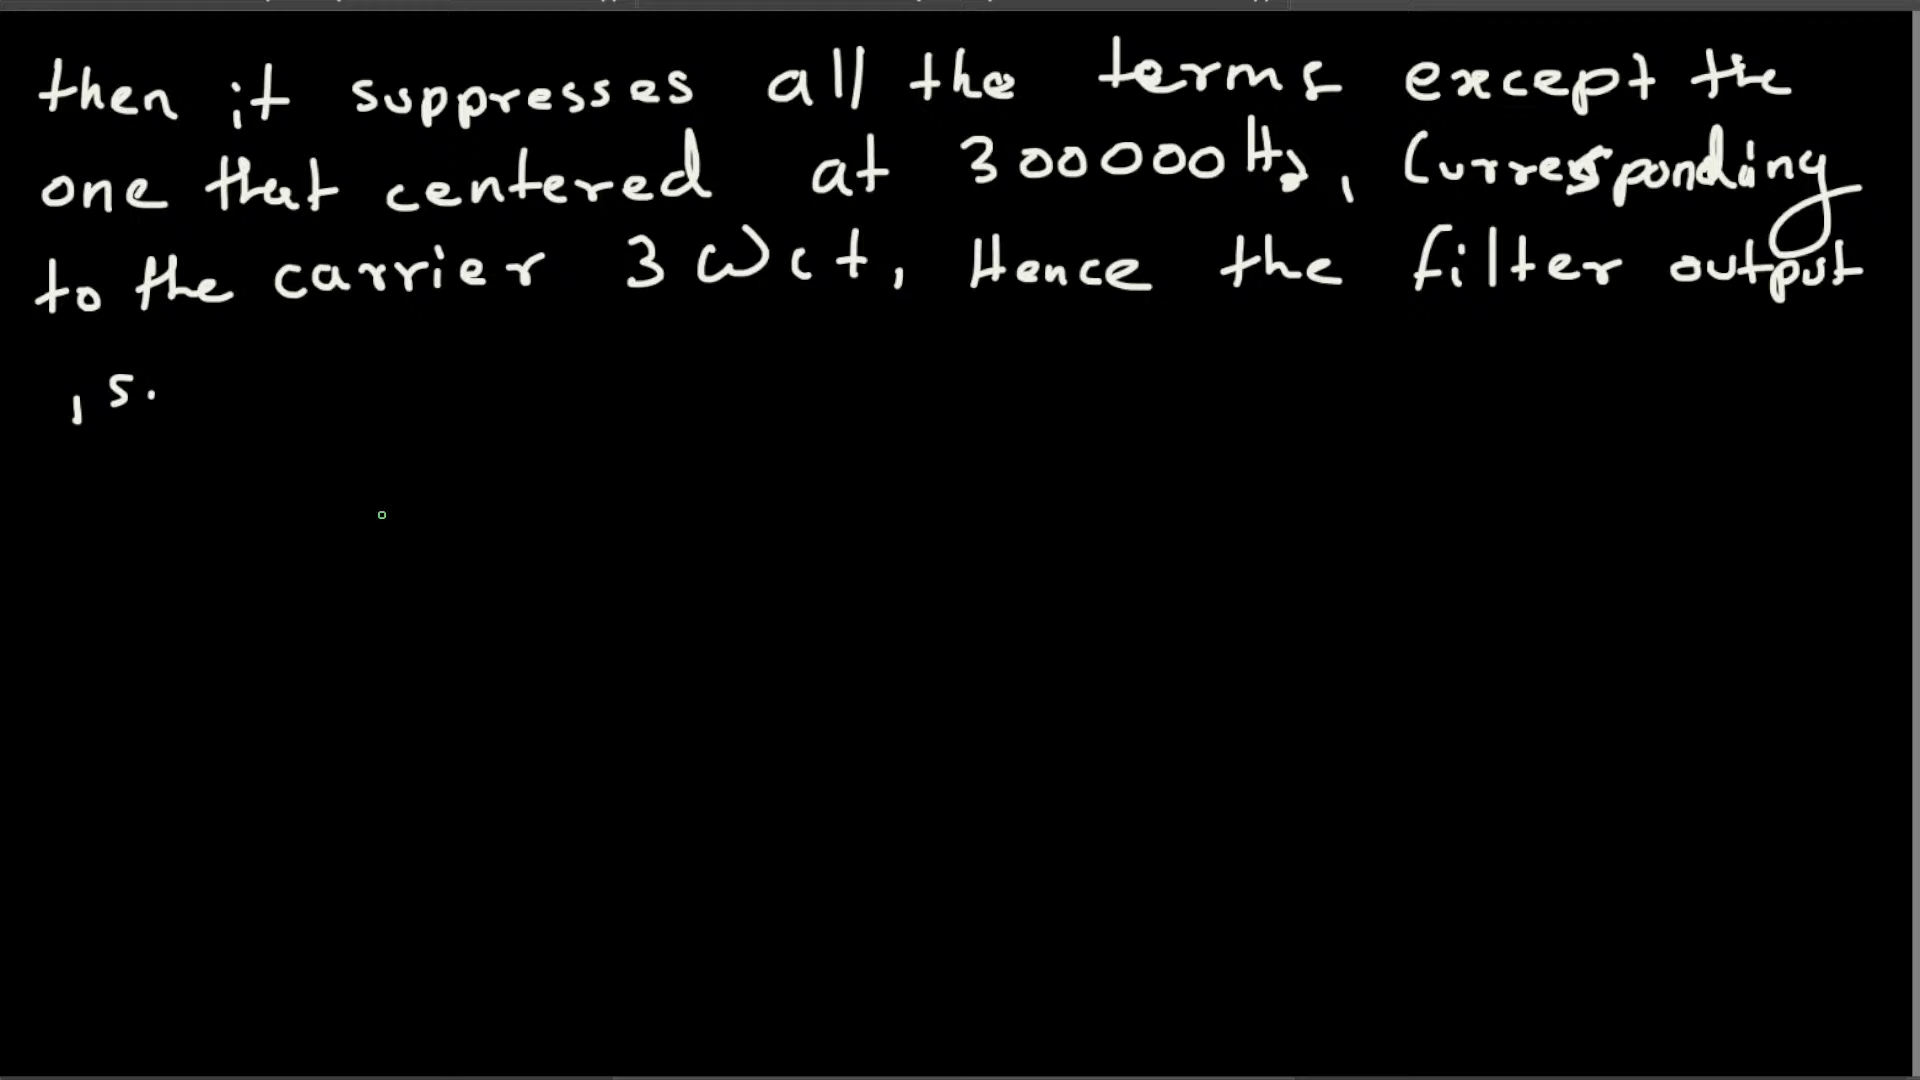 then it suppresses all the terms except the
one that centered at 300000Hz, Corresponding
to the carrier 3ωct, Hence the filter output
is.